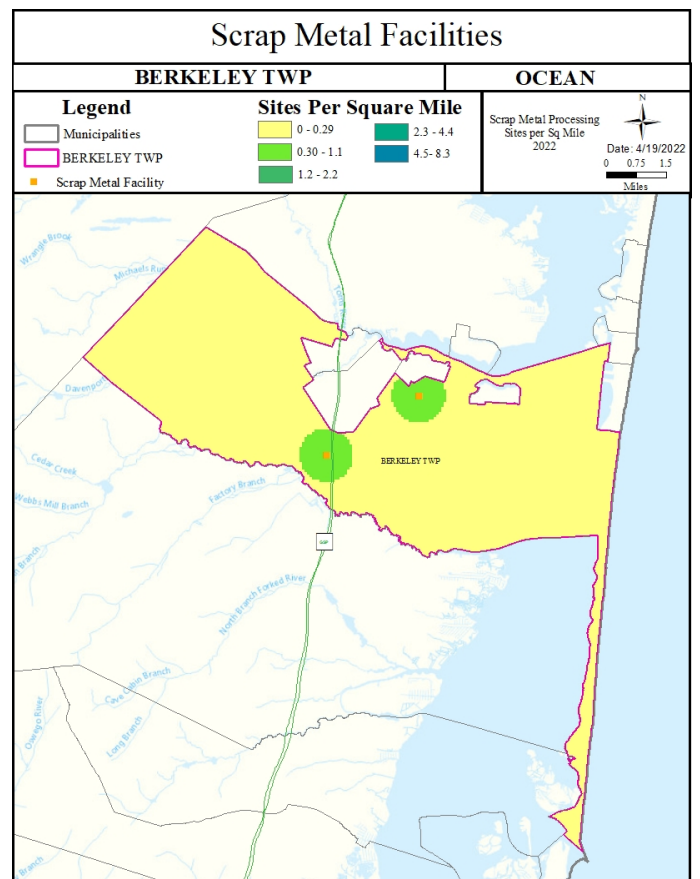 Scrap Metal Facilities
BERKELEY TWP
OCEAN
Legend
Municipalities
BERKELEY TWP
Scrap Metal Facility
Sites Per Square Mile
0 - 0.29
0.30 - 1.1
1.2 - 2.2
2.3 - 4.4
4.5- 8.3
Scrap Metal Processing
Sites per Sq Mile
2022
N
Date: 4/19/2022
0 0.75 1.5
Miles
Wrangle Brook
Michaels Run
Toms
Davenport
BERKELEY TWP
Cedar Creek
Factory Branch
Webbs Mill Branch
GSP
Branch
North Branch Forked River
Cave Cabin Branch
Oswego River
Long Branch
Branch